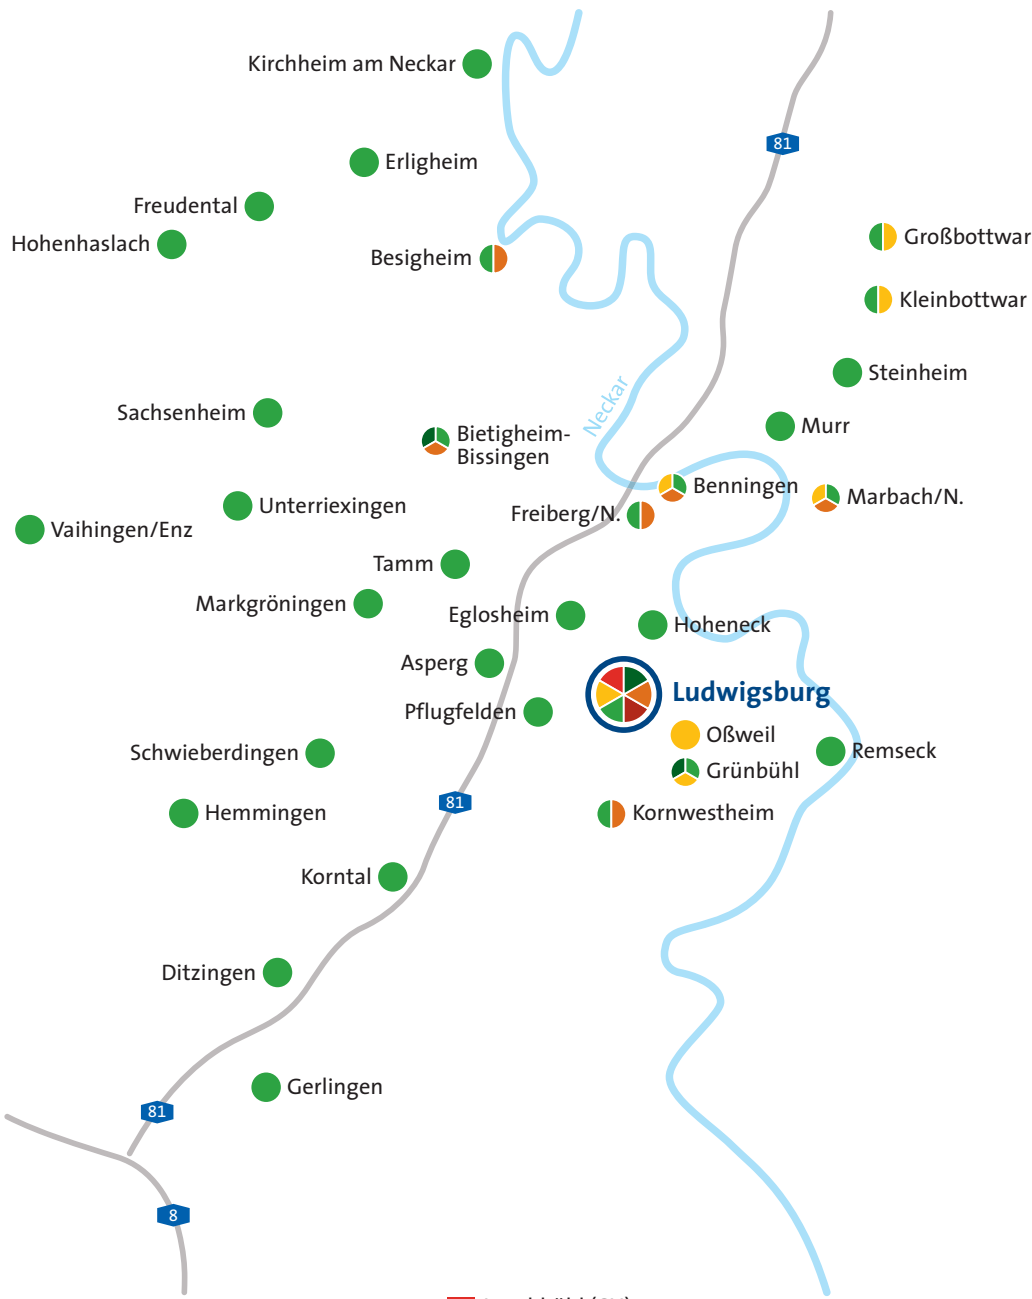 Kirchheim am Neckar
81
Erligheim
Freudental
Großbottwar
Hohenhaslach
Besigheim
Kleinbottwar
Steinheim
Neckar
Sachsenheim
Murr
Bietigheim-
Bissingen
Benningen
Marbach/N.
Unterriexingen
Freiberg/N.
Vaihingen/Enz
Tamm
Markgröningen
Eglosheim
Hoheneck
Asperg
Ludwigsburg
Pflugfelden
Oßweil
Schwieberdingen
Remseck
Grünbühl
81
Hemmingen
Kornwestheim
Korntal
Ditzingen
Gerlingen
81
8